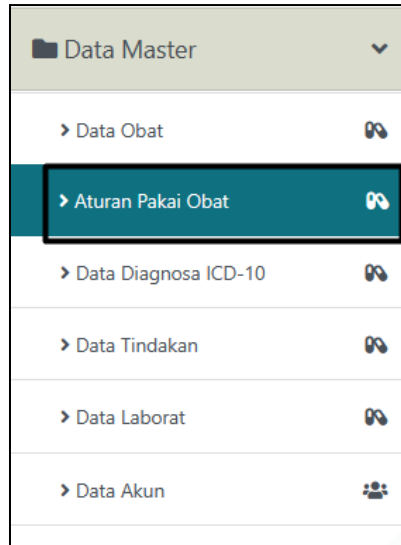 Data Master
Data Obat
Aturan Pakai Obat
Data Diagnosa ICD-10
Data Tindakan
Data Laborat
Data Akun